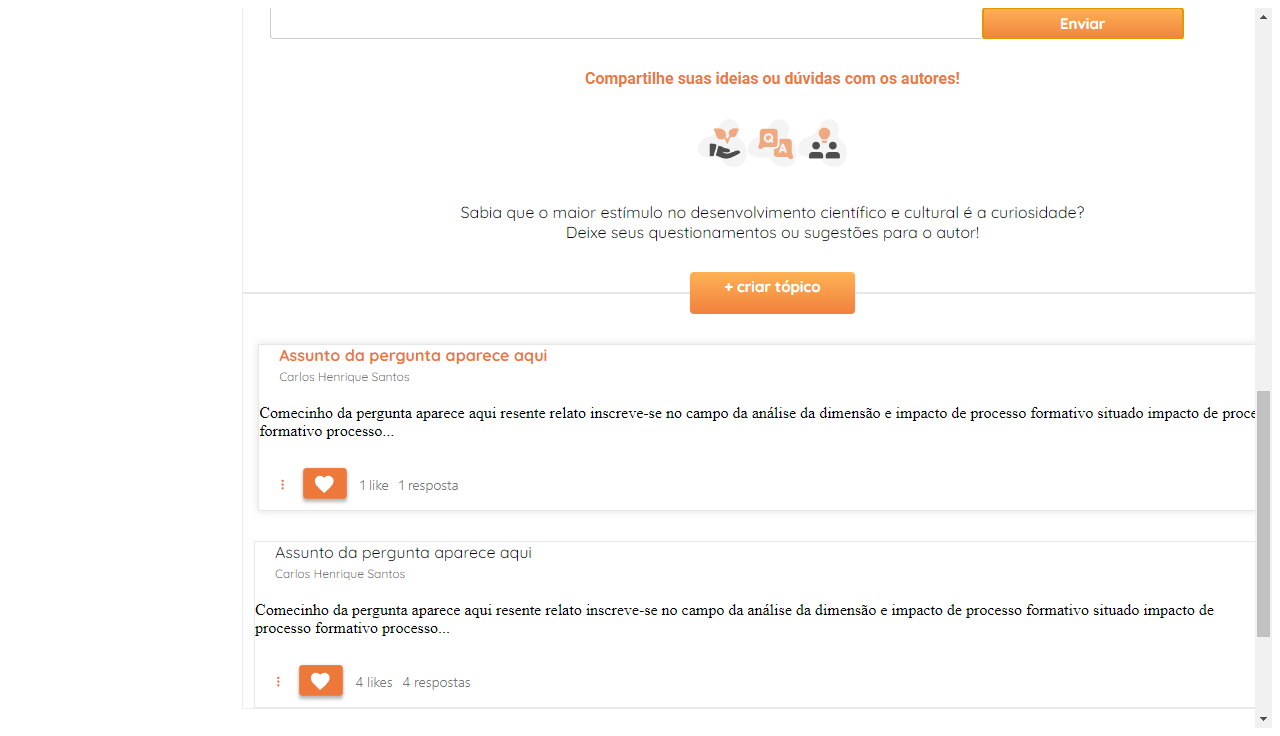 Enviar
Compartilhe suas ideias ou dúvidas com os autores!
Q
A
Sabia que o maior estímulo no desenvolvimento científico e cultural é a curiosidade?
Deixe seus questionamentos ou sugestões para o autor!
+ criar tópico
Assunto da pergunta aparece aqui
Carlos Henrique Santos
Comecinho da pergunta aparece aqui resente relato inscreve-se no campo da análise da dimensão e impacto de processo formativo situado impacto de proce
formativo processo...
1 like 1 resposta
Assunto da pergunta aparece aqui
Carlos Henrique Santos
Comecinho da pergunta aparece aqui resente relato inscreve-se no campo da análise da dimensão e impacto de processo formativo situado impacto de
processo formativo processo...
4 likes 4 respostas